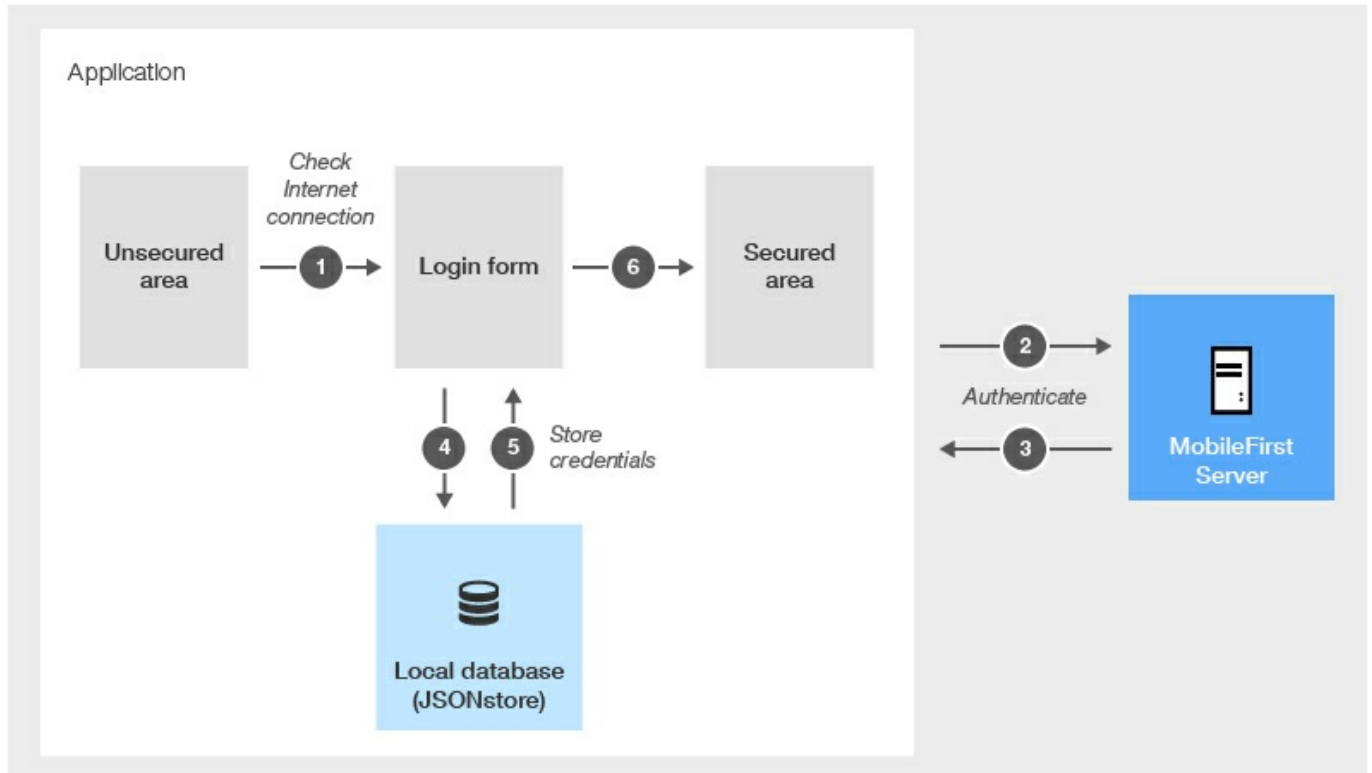 Application
Check
Internet
connection
Unsecured
area
1
Login form
6
Secured
area
2
Authenticate
3
MobileFirst
Server
4
5
Store
credentials
Local database
(JSONstore)